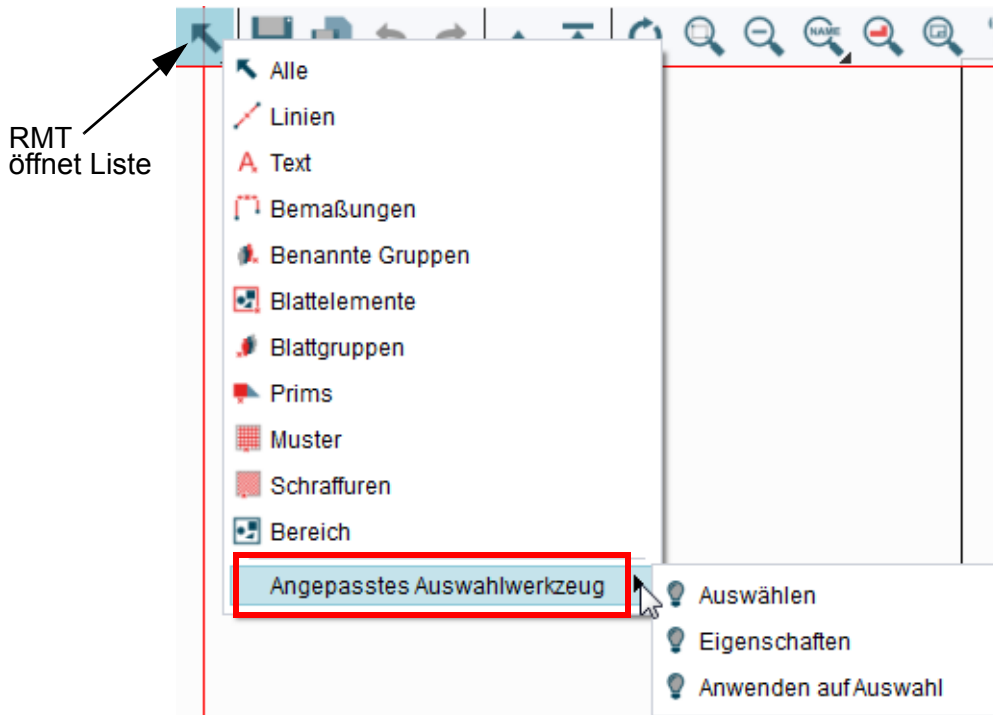 NAME
RMT
öffnet Liste
Alle
Linien
Text
Bemaßungen
Benannte Gruppen
Blattelemente
Blattgruppen
Prims
Muster
Schraffuren
Bereich
Angepasstes Auswahlwerkzeug
Auswählen
Eigenschaften
Anwenden auf Auswahl